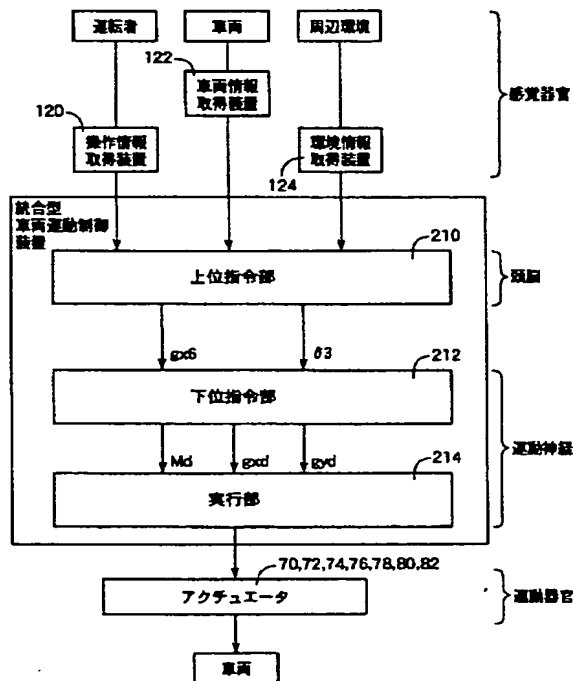 運転者
車両
周辺環境
122
車両情報
取得装置
120
操作情報
取得装置
環境情報
取得装置
124
感覚器官
統合型
車両運動制御
装置
210
上位指令部
頭脳
gx6
δ3
212
下位指令部
運動神経
Md
gxd
gyd
214
実行部
70,72,74,76,78,80,82
アクチュエータ
運動器官
車両